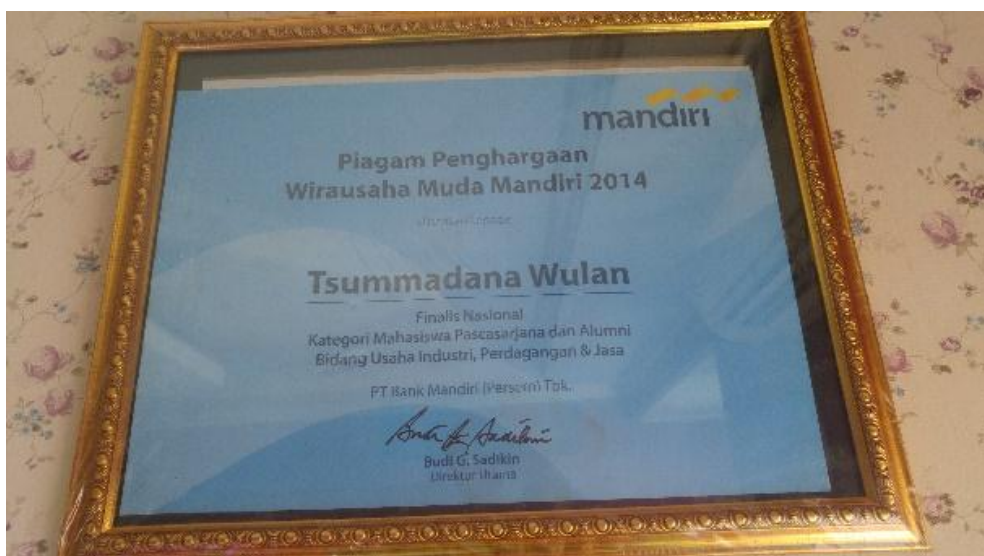 mandiri
Piagam Penghargaan
Wirausaha Muda Mandiri 2014
Tsummadana Wulan
Finalis Nasional
Kategori Mahasiswa Pascasarjana dan Alumni
Bidang Usaha Industri, Perdagangan & Jasa
PT Bank Mandiri (Persero) Tbk.
Budi G. Sadikin
Direktur Utama